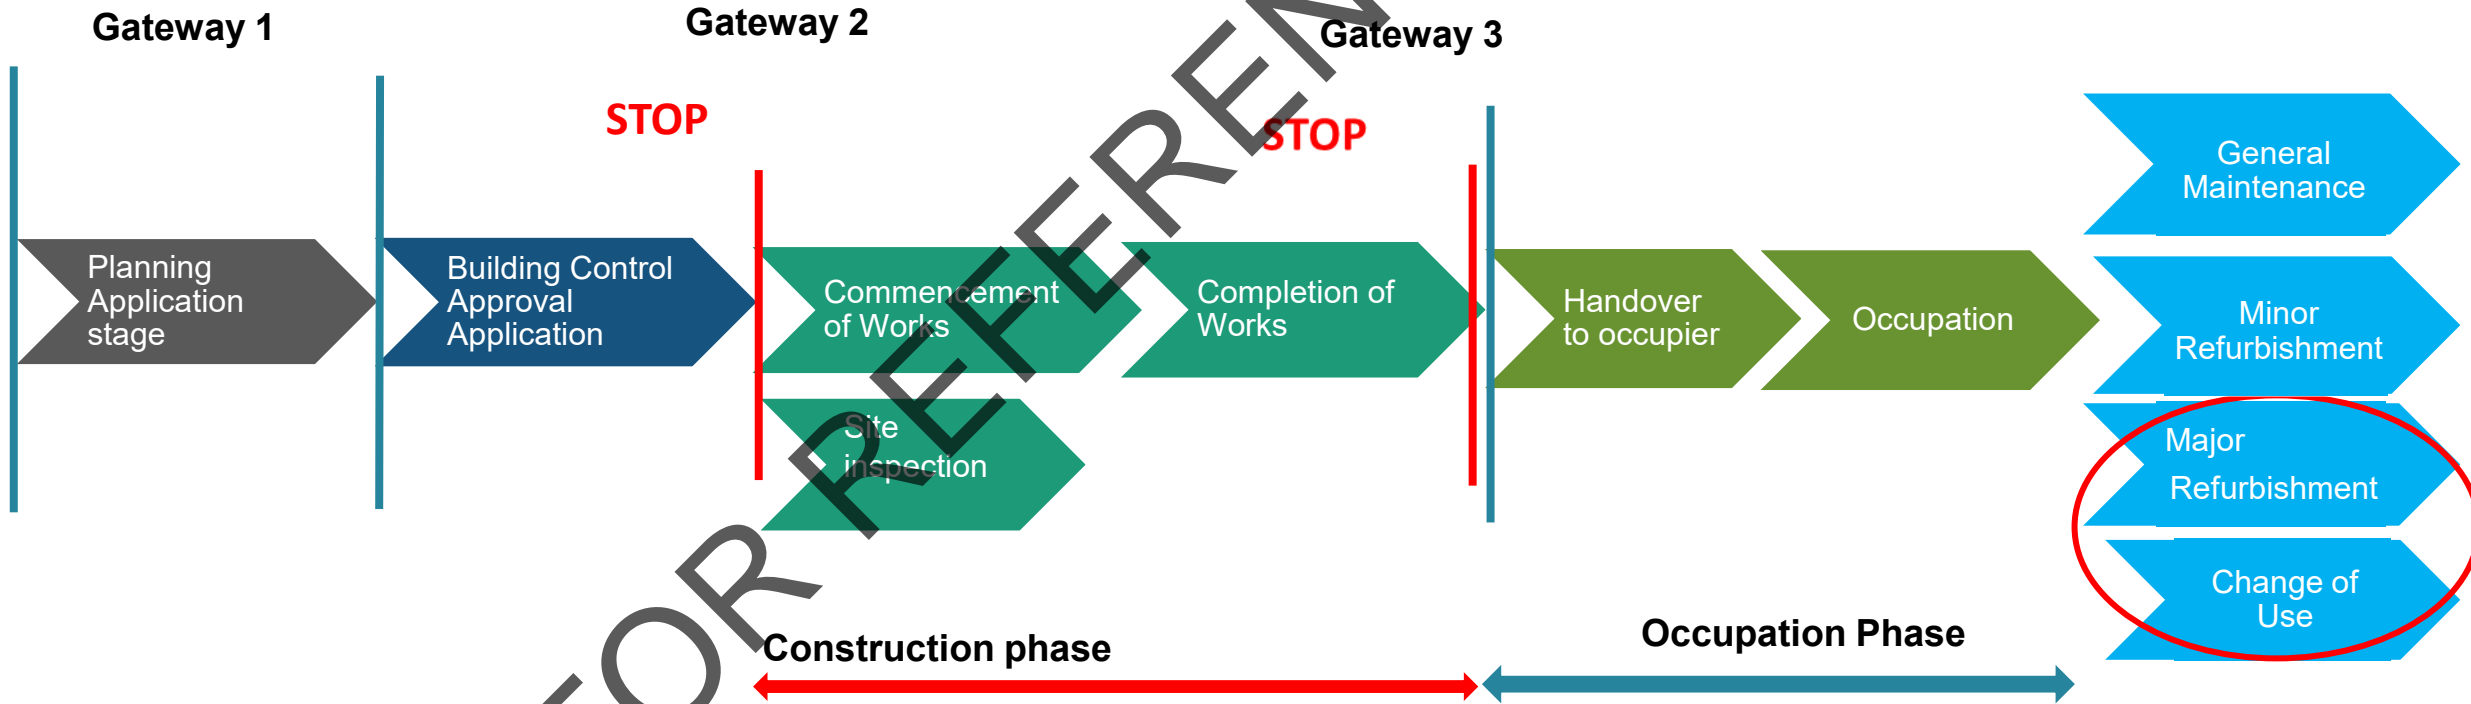 Gateway 1
Gateway 2
Gateway 3
STOP
STOP
Planning
Application
stage
Building Control
Approval
Application
Commencement
of Works
Completion of
Works
Site
inspection
Handover
to occupier
Occupation
General
Maintenance
Minor
Refurbishment
Major
Refurbishment
Change of
Use
Construction phase
Occupation Phase
FOR REFEREN